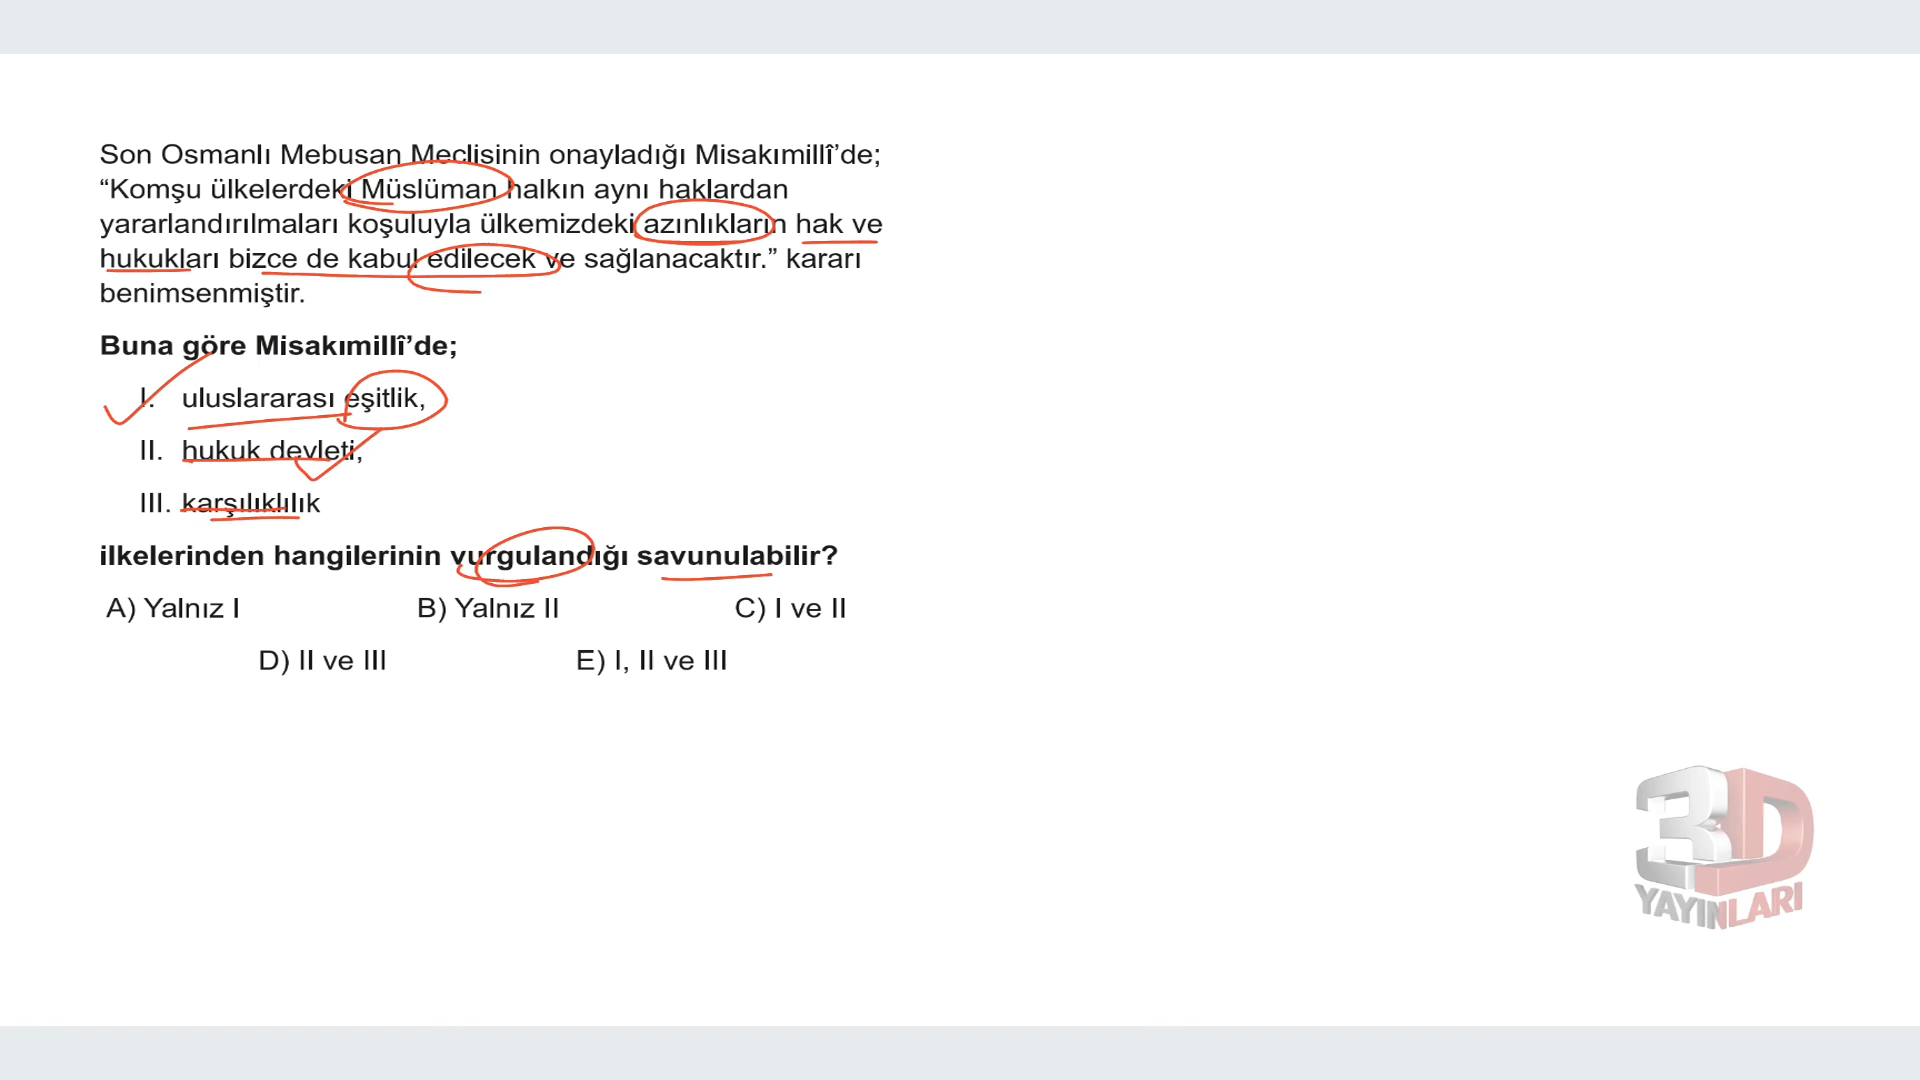 Son Osmanlı Mebusan Meclisinin onayladığı Misakımillî’de;
“Komşu ülkelerdeki Müslüman halkın aynı haklardan
yararlandırılmaları koşuluyla ülkemizdeki azınlıkların hak ve
hukukları bizce de kabul edilecek ve sağlanacaktır.” kararı
benimsenmiştir.
Buna göre Misakımillî’de;
I. uluslararası eşitlik,
II. hukuk devleti,
III. karşılıklılık
ilkelerinden hangilerinin vurgulandığı savunulabilir?
A) Yalnız I B) Yalnız II C) I ve II
D) II ve III E) I, II ve III
3D
YAYINLARI